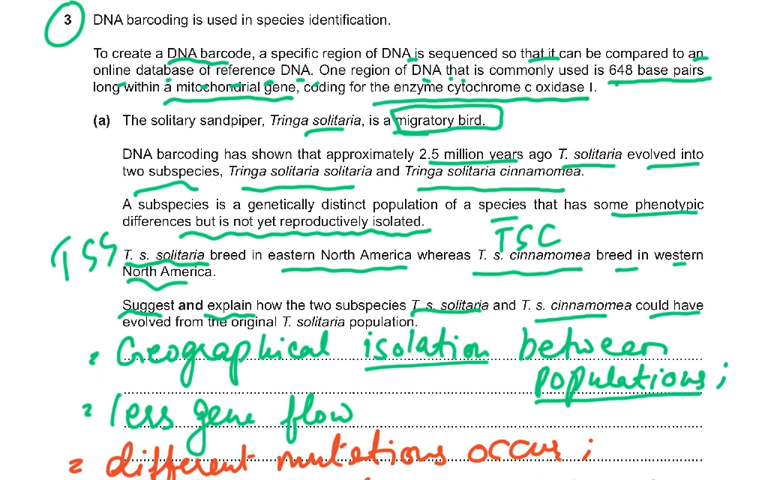 3 DNA barcoding is used in species identification.
To create a DNA barcode, a specific region of DNA is sequenced so that it can be compared to an
online database of reference DNA. One region of DNA that is commonly used is 648 base pairs
long within a mitochondrial gene, coding for the enzyme cytochrome c oxidase I.
(a) The solitary sandpiper, Tringa solitaria, is a migratory bird.
DNA barcoding has shown that approximately 2.5 million years ago T. solitaria evolved into
two subspecies, Tringa solitaria solitaria and Tringa solitaria cinnamomea.
A subspecies is a genetically distinct population of a species that has some phenotypic
differences but is not yet reproductively isolated.
TSS TSC
T. s. solitaria breed in eastern North America whereas T. s. cinnamomea breed in western
North America.
Suggest and explain how the two subspecies T. s. solitaria and T. s. cinnamomea could have
evolved from the original T. solitaria population.
Geographical isolation between
populations;
less gene flow
different mutations occur;